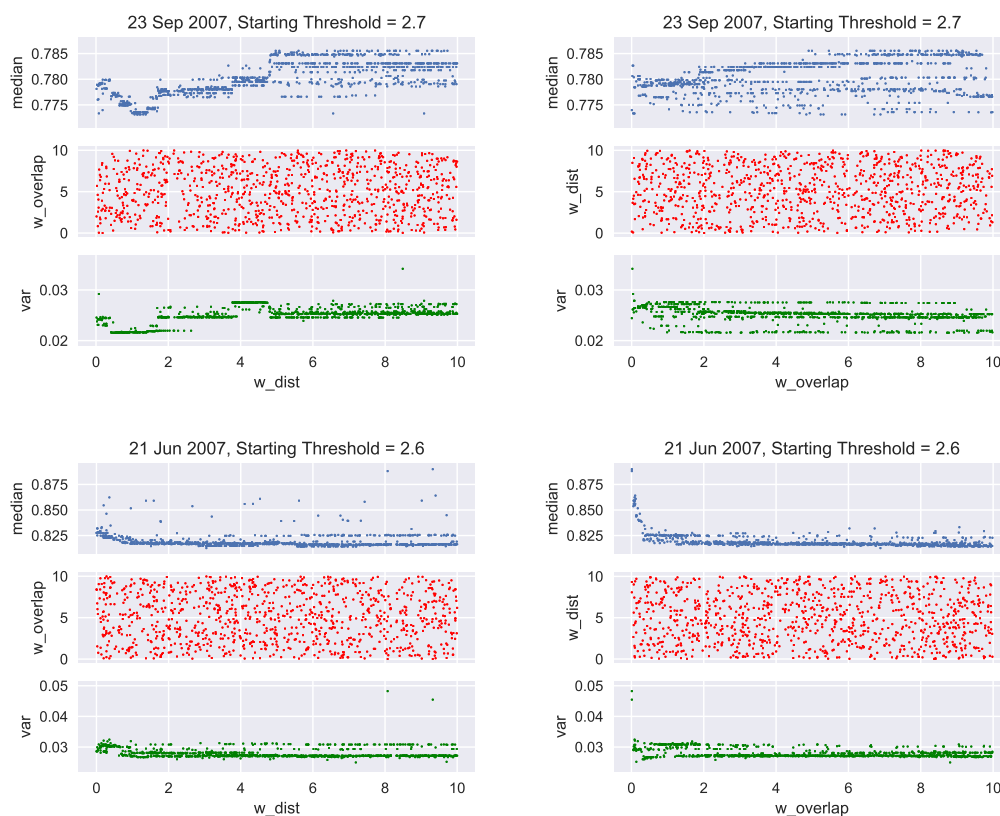 23 Sep 2007, Starting Threshold = 2.7
0.785
0.780
0.775
median
10
5
0
w_overlap
0.03
0.02
var
0 2 4 6 8 10
w_dist
23 Sep 2007, Starting Threshold = 2.7
0.785
0.780
0.775
median
10
5
0
w_dist
0.03
0.02
var
0 2 4 6 8 10
w_overlap
21 Jun 2007, Starting Threshold = 2.6
0.875
0.850
0.825
median
10
5
0
w_overlap
0.05
0.04
0.03
var
0 2 4 6 8 10
w_dist
21 Jun 2007, Starting Threshold = 2.6
0.875
0.850
0.825
median
10
5
0
w_dist
0.05
0.04
0.03
var
0 2 4 6 8 10
w_overlap